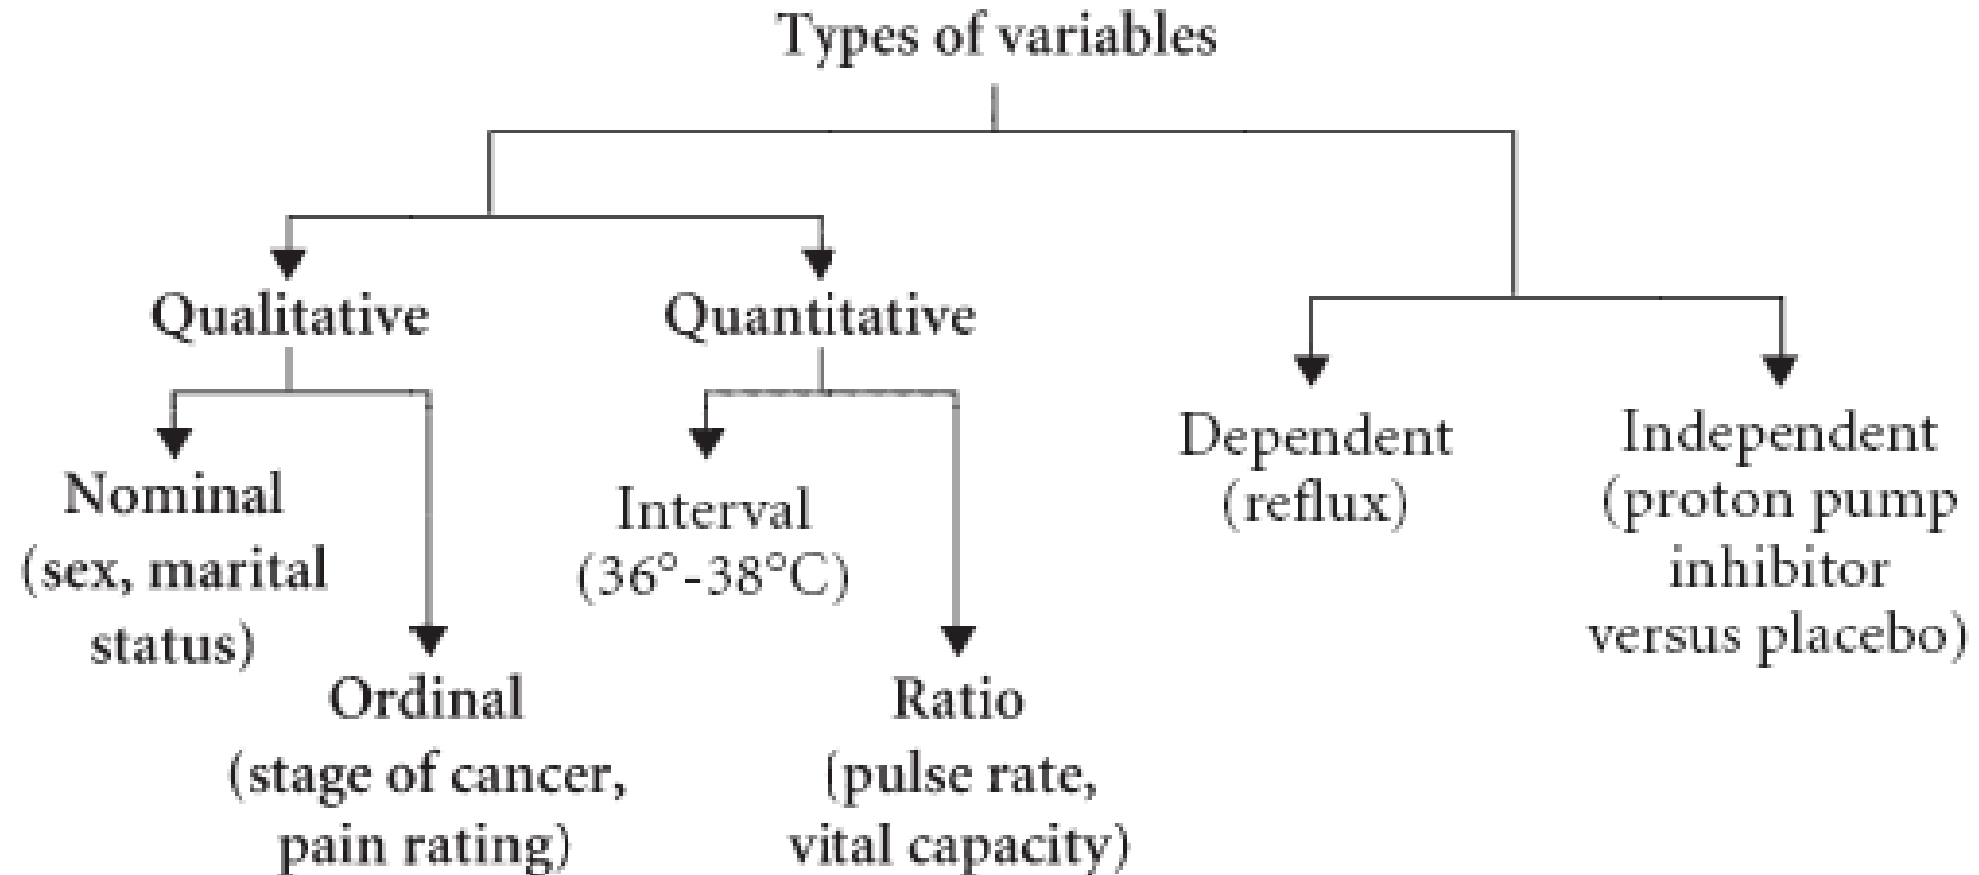 Types of variables
Qualitative
Quantitative
Nominal
(sex, marital
status)
Ordinal
(stage of cancer,
pain rating)
Interval
(36°-38°C)
Ratio
(pulse rate,
vital capacity)
Dependent
(reflux)
Independent
(proton pump
inhibitor
versus placebo)